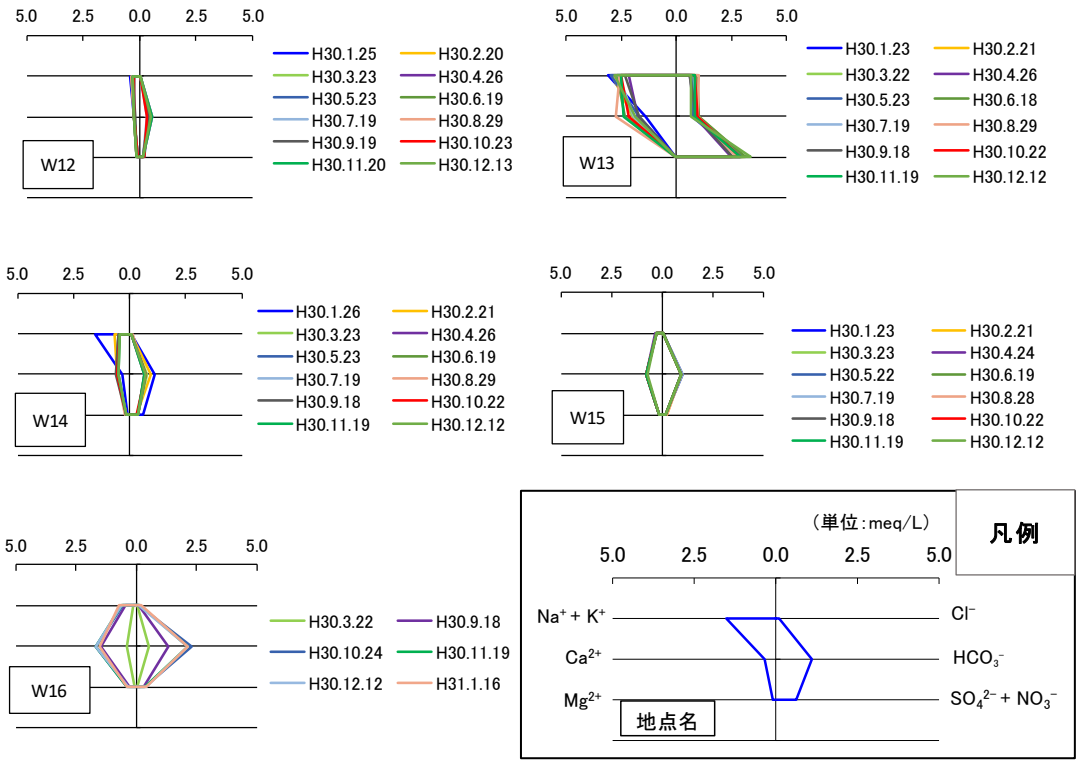 5.0 2.5 0.0 2.5 5.0
H30.1.25 H30.2.20
H30.3.23 H30.4.26
H30.5.23 H30.6.19
H30.7.19 H30.8.29
H30.9.19 H30.10.23
H30.11.20 H30.12.13
W12
5.0 2.5 0.0 2.5 5.0
H30.1.23 H30.2.21
H30.3.22 H30.4.26
H30.5.23 H30.6.18
H30.7.19 H30.8.29
H30.9.18 H30.10.22
H30.11.19 H30.12.12
W13
5.0 2.5 0.0 2.5 5.0
H30.1.26 H30.2.21
H30.3.23 H30.4.26
H30.5.23 H30.6.19
H30.7.19 H30.8.29
H30.9.18 H30.10.22
H30.11.19 H30.12.12
W14
5.0 2.5 0.0 2.5 5.0
H30.1.23 H30.2.21
H30.3.23 H30.4.24
H30.5.22 H30.6.19
H30.7.19 H30.8.28
H30.9.18 H30.10.22
H30.11.19 H30.12.12
W15
5.0 2.5 0.0 2.5 5.0
H30.3.22 H30.9.18
H30.10.24 H30.11.19
H30.12.12 H31.1.16
W16
凡例
（単位:meq/L）
5.0 2.5 0.0 2.5 5.0
Na⁺ + K⁺ Cl⁻
Ca²⁺ HCO₃⁻
Mg²⁺ SO₄²⁻ + NO₃⁻
地点名